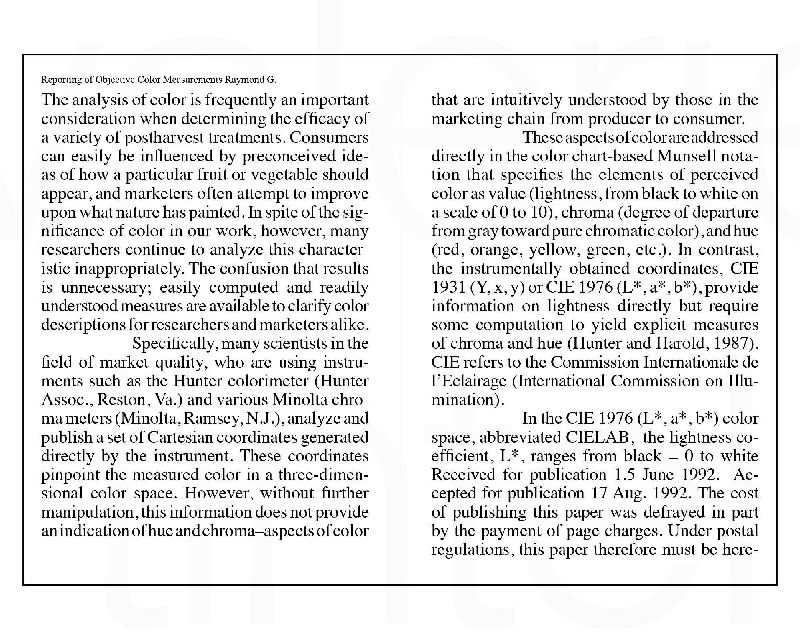 Reporting of Objective Color Mersurements Raymond G.
The analysis of color is frequently an important
consideration when determining the efficacy of
a variety of postharvest treatments. Consumers
can easily be influenced by preconceived ide-
as of how a particular fruit or vegetable should
appear, and marketers often attempt to improve
upon what nature has painted. In spite of the sig-
nificance of color in our work, however, many
researchers continue to analyze this character
istic inappropriately. The confusion that results
is unnecessary; easily computed and readily
understood measures are available to clarify color
descriptions for researchers and marketers alike.
Specifically, many scientists in the
field of market quality, who are using instru-
ments such as the Hunter colorimeter (Hunter
Assoc., Reston, Va.) and various Minolta chro
ma meters (Minolta, Ramsey, N.J.), analyze and
publish a set of Cartesian coordinates generated
directly by the instrument. These coordinates
pinpoint the measured color in a three-dimen-
sional color space. However, without further
manipulation, this information does not provide
an indication of hue and chroma–aspects of color
that are intuitively understood by those in the
marketing chain from producer to consumer.
These aspects of color are addressed
directly in the color chart-based Munsell nota-
tion that specifies the elements of perceived
color as value (lightness, from black to white on
a scale of 0 to 10), chroma (degree of departure
from gray toward pure chromatic color), and hue
(red, orange, yellow, green, etc.). In contrast,
the instrumentally obtained coordinates, CIE
1931 (Y, x, y) or CIE 1976 (L*, a*, b*), provide
information on lightness directly but require
some computation to yield explicit measures
of chroma and hue (Hunter and Harold, 1987).
CIE refers to the Commission Internationale de
l'Eclairage (International Commission on Illu-
mination).
In the CIE 1976 (L*, a*, b*) color
space, abbreviated CIELAB, the lightness co-
efficient, L*, ranges from black = 0 to white
Received for publication 1.5 June 1992. Ac-
cepted for publication 17 Aug. 1992. The cost
of publishing this paper was defrayed in part
by the payment of page charges. Under postal
regulations, this paper therefore must be here-